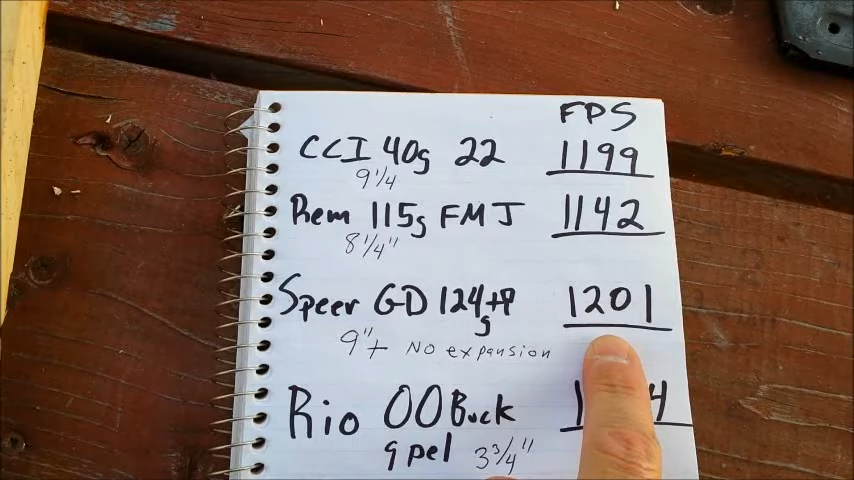 FPS
CCI 40g 22 1199
9 1/4
Rem 115g FMJ 1142
8 1/4"
Speer GD 124g+P 1201
9"+ No expansion
Rio 00 Buck
9 pel 3 3/4"